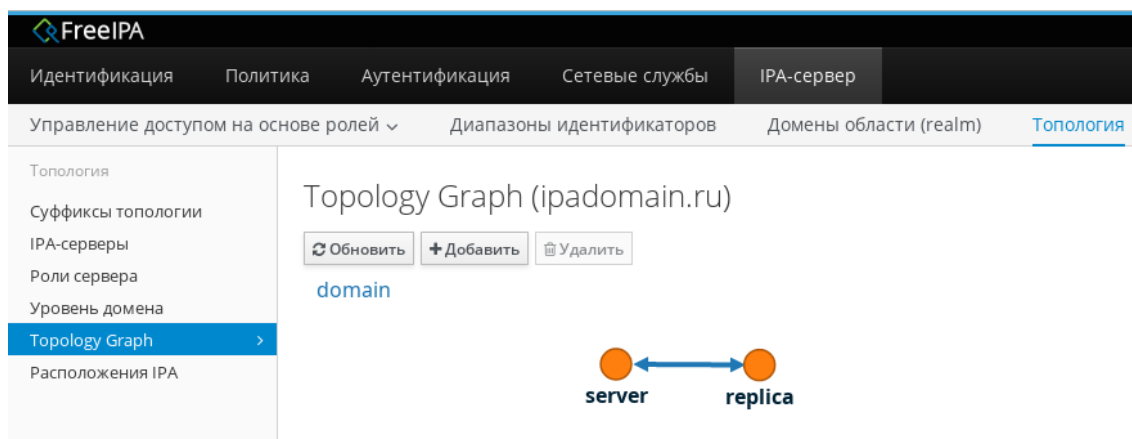 FreeIPA
Идентификация Политика Аутентификация Сетевые службы IPA-сервер
Управление доступом на основе ролей Диапазоны идентификаторов Домены области (realm) Топология
Топология
Суффиксы топологии
IPA-серверы
Роли сервера
Уровень домена
Topology Graph
Расположения IPA
Topology Graph (ipadomain.ru)
Обновить Добавить Удалить
domain
server replica